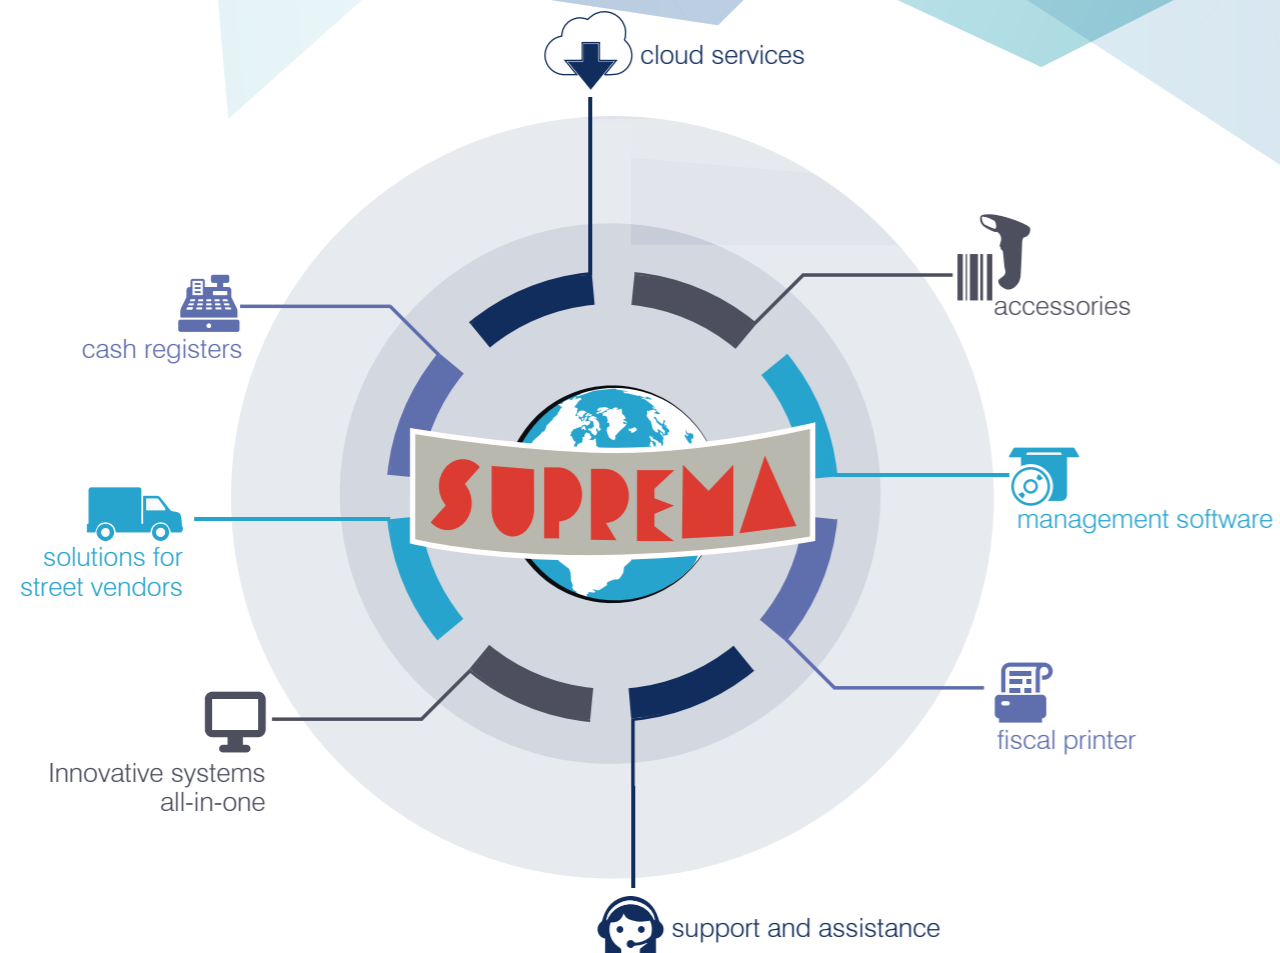 cloud services
accessories
cash registers
SUPREMA
management software
solutions for
street vendors
fiscal printer
Innovative systems
all-in-one
support and assistance